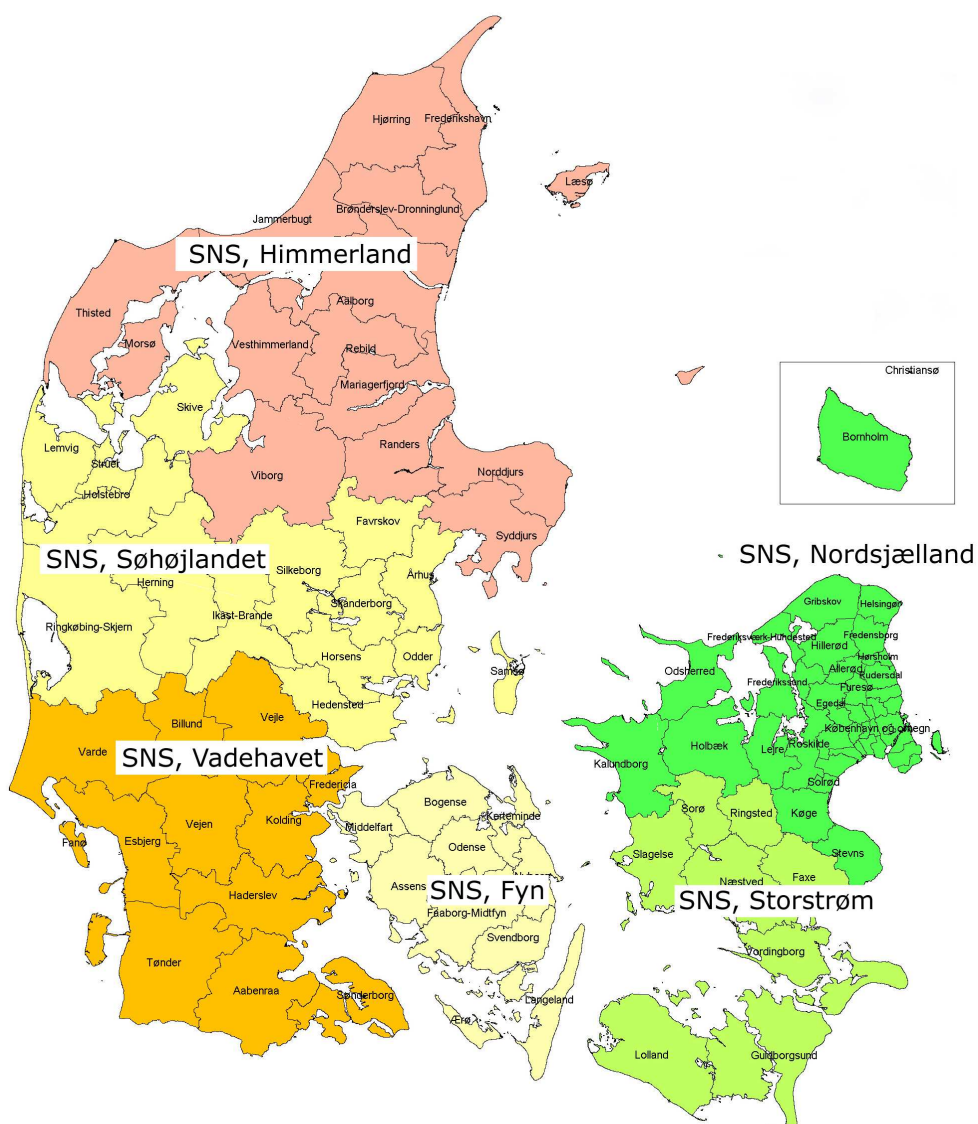 Hjørring
Frederikshavn
Læsø
Brønderslev-Dronninglund
Jammerbugt
SNS, Himmerland
Thisted
Aalborg
Morsø
Vesthimmerland
Rebild
Mariagerfjord
Christiansø
Skive
Bornholm
Lemvig
Randers
Struer
Viborg
Norddjurs
Holstebro
Favrskov
Syddjurs
SNS, Søhøjlandet
SNS, Nordsjælland
Silkeborg
Århus
Herning
Skanderborg
Gribskov
Helsingør
Ikast-Brande
Ringkøbing-Skjern
Frederiksværk-Hundested
Fredensborg
Hillerød
Horsens
Odder
Hørsholm
Samsø
Odsherred
Allerød
Rudersdal
Frederikssund
Furesø
Hedensted
Egedal
Billund
Vejle
København og omegn
Varde
Holbæk
Lejre
Roskilde
SNS, Vadehavet
Kalundborg
Fredericia
Solrød
Bogense
Sorø
Ringsted
Køge
Kolding
Middelfart
Kerteminde
Vejen
Esbjerg
Fanø
Odense
Slagelse
Stevns
Assens
SNS, Fyn
Næstved
Faxe
Haderslev
SNS, Storstrøm
Faaborg-Midtfyn
Svendborg
Vordingborg
Tønder
Aabenraa
Sønderborg
Langeland
Ærø
Lolland
Guldborgsund